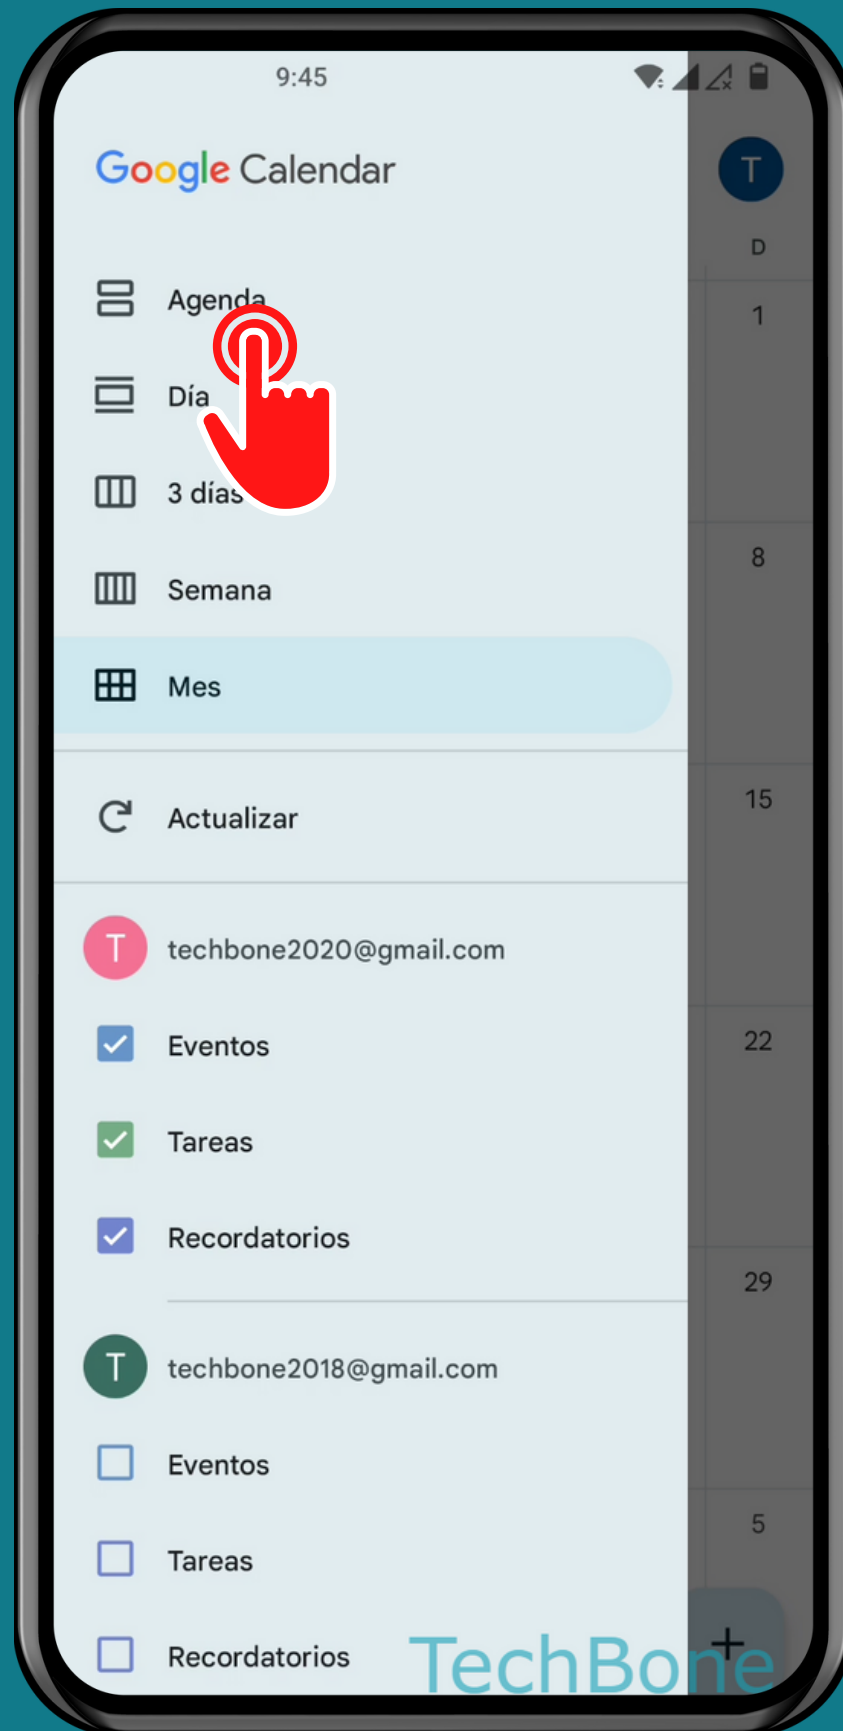 9:45
Google Calendar
T
D
Agenda
1
Día
3 días
8
Semana
Mes
15
Actualizar
T techbone2020@gmail.com
Eventos
22
Tareas
Recordatorios
29
T techbone2018@gmail.com
Eventos
5
Tareas
Recordatorios
TechBone